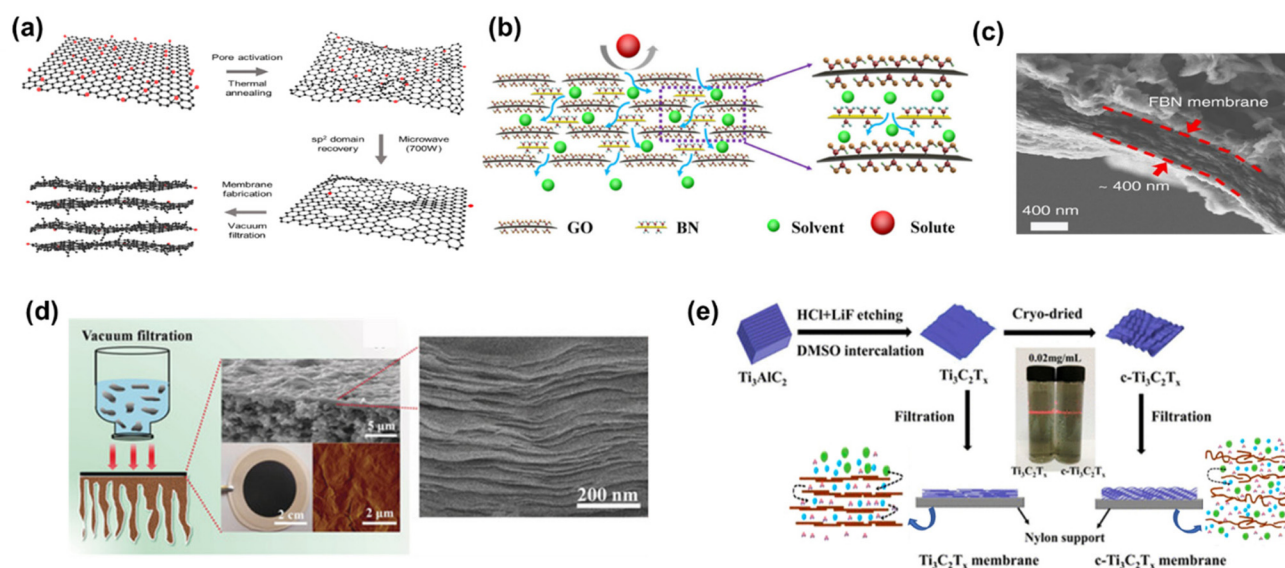 (a)
Pore activation
Thermal
annealing
sp² domain
recovery
Microwave
(700W)
Membrane
fabrication
Vacuum
filtration
(b)
Solute
Solvent
GO
BN
Solvent
Solute
(c)
FBN membrane
~ 400 nm
400 nm
(d)
Vacuum filtration
5 μm
2 cm
2 μm
200 nm
(e)
HCl+LiF etching
DMSO intercalation
Cryo-dried
Ti₃AlC₂
Ti₃C₂Tₓ
c-Ti₃C₂Tₓ
0.02mg/mL
Filtration
Filtration
Ti₃C₂Tₓ c-Ti₃C₂Tₓ
Nylon support
Ti₃C₂Tₓ membrane
c-Ti₃C₂Tₓ membrane